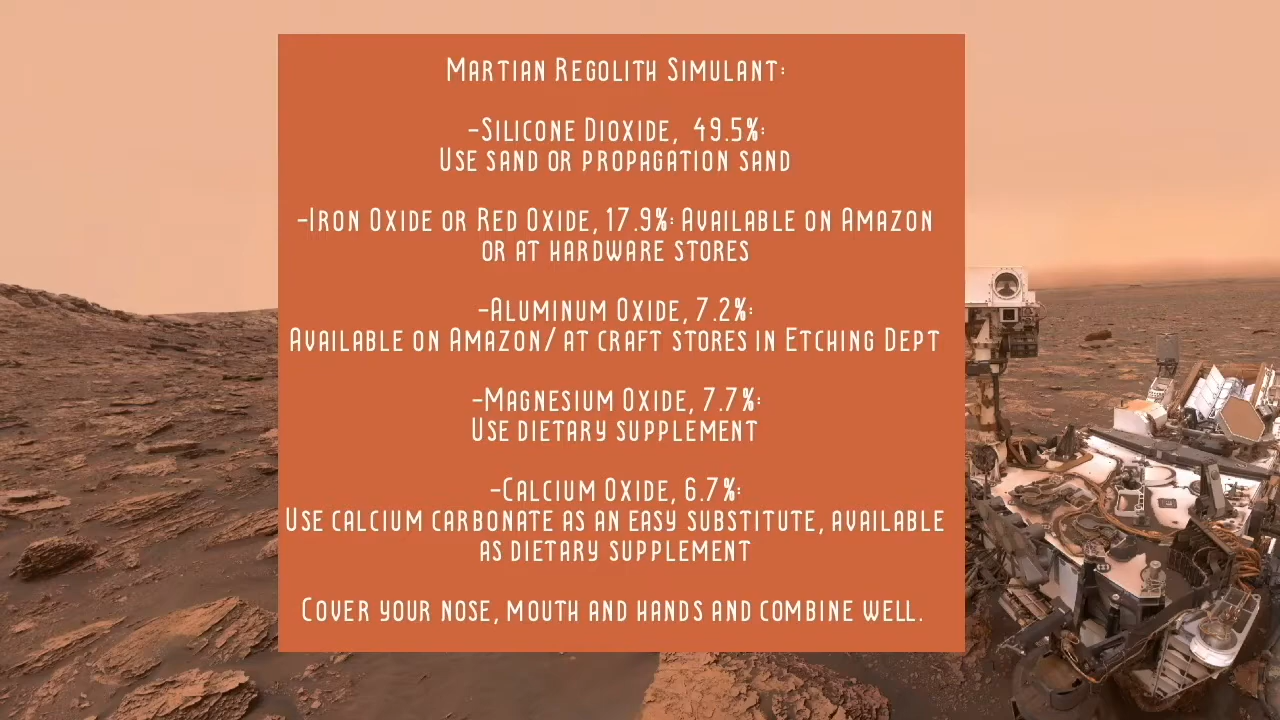 Martian Regolith Simulant:
-Silicone Dioxide, 49.5%:
Use sand or propagation sand
-Iron Oxide or Red Oxide, 17.9%: Available on Amazon
or at hardware stores
-Aluminum Oxide, 7.2%:
Available on Amazon/ at craft stores in Etching Dept
-Magnesium Oxide, 7.7%:
Use dietary supplement
-Calcium Oxide, 6.7%:
Use calcium carbonate as an easy substitute, available
as dietary supplement
Cover your nose, mouth and hands and combine well.